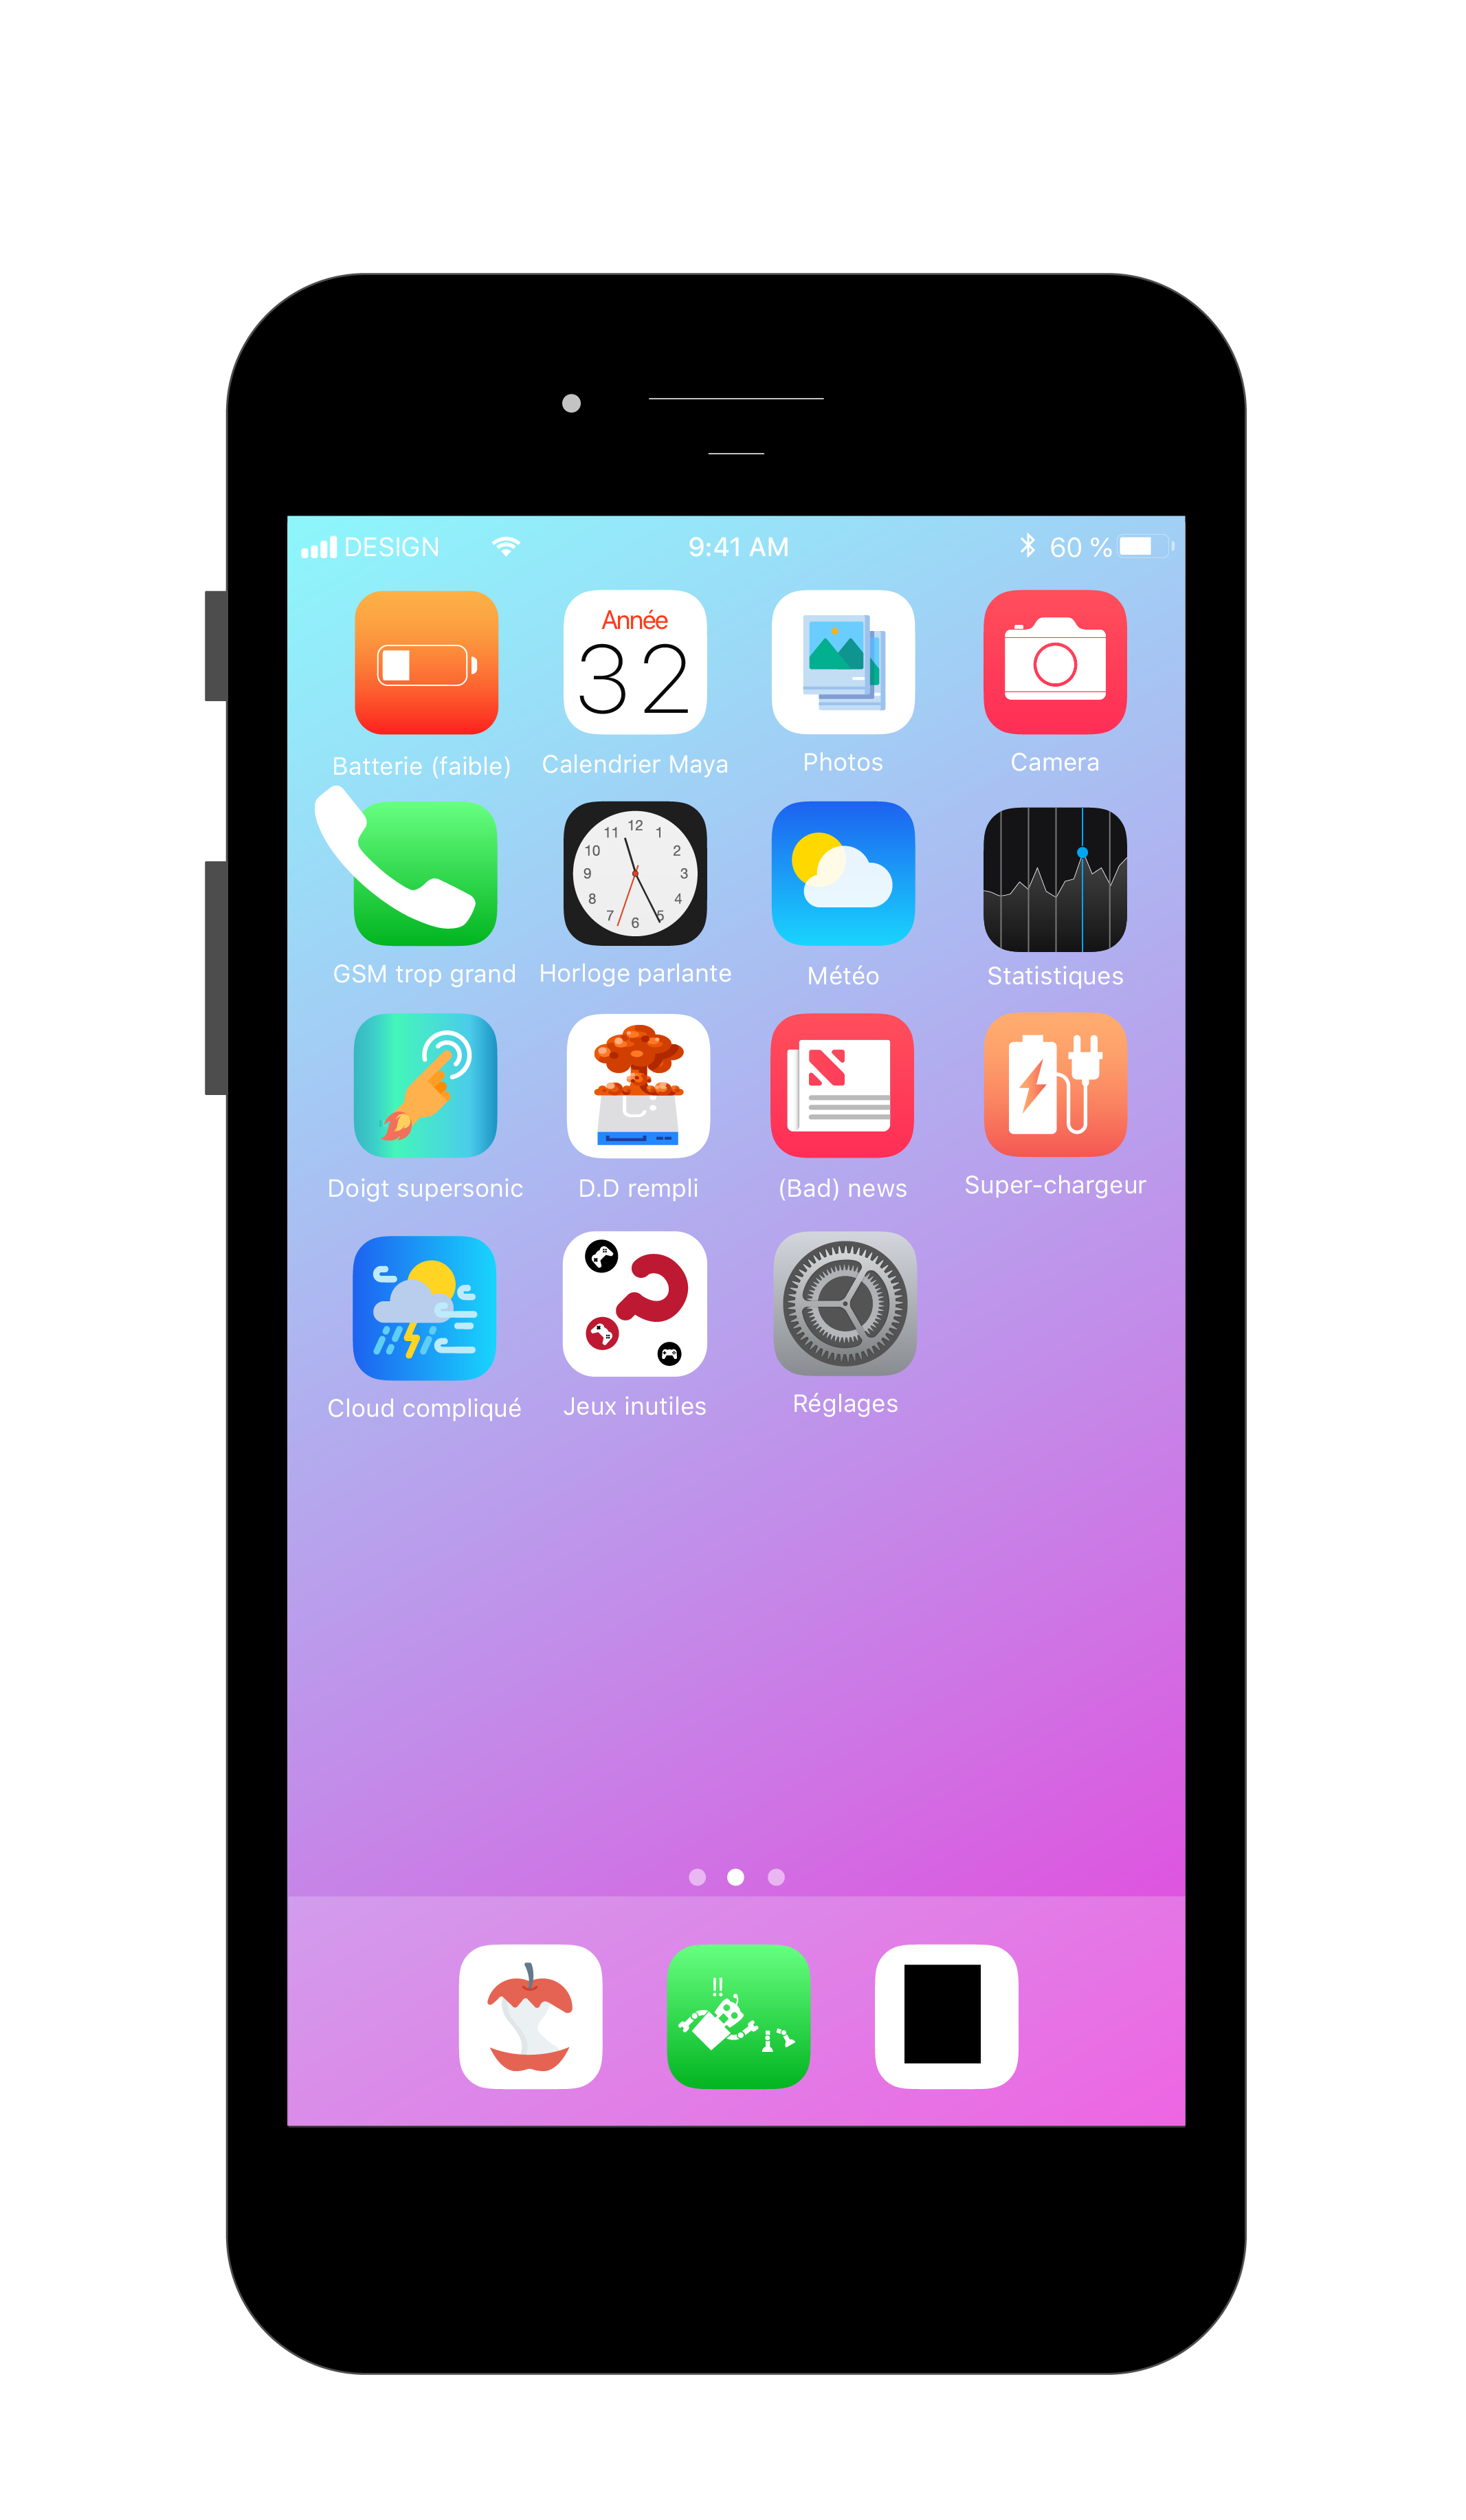 DESIGN 9:41 AM 60 %
Année
32
Batterie (faible) Calendrier Maya Photos Camera
12
11 1
10 2
9 3
8 4
7 5
6
GSM trop grand Horloge parlante Météo Statistiques
Doigt supersonic D.D rempli (Bad) news Super-chargeur
Cloud compliqué Jeux inutiles Réglages
!!